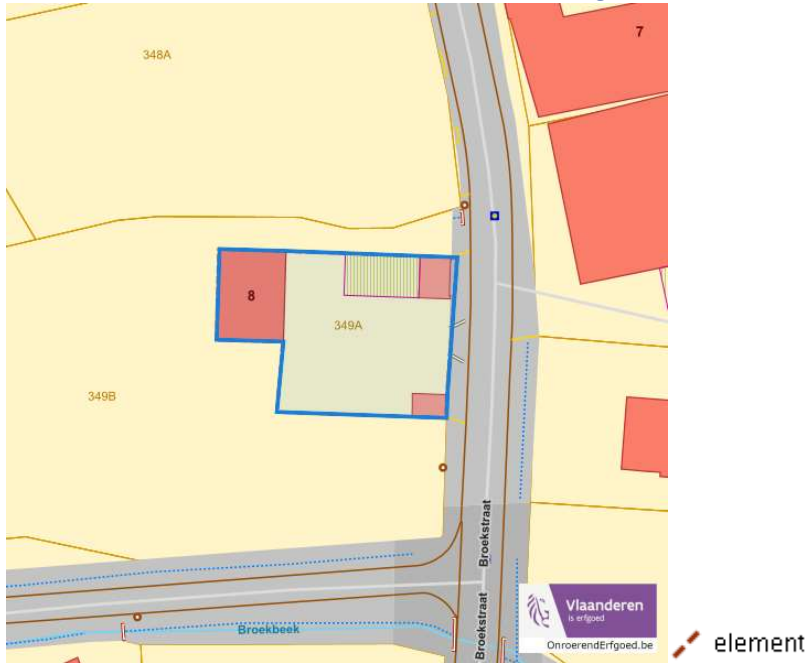 348A
7
8
349A
349B
Broekstraat
Broekstraat
Broekbeek
Vlaanderen
is erfgoed
OnroerendErfgoed.be
element